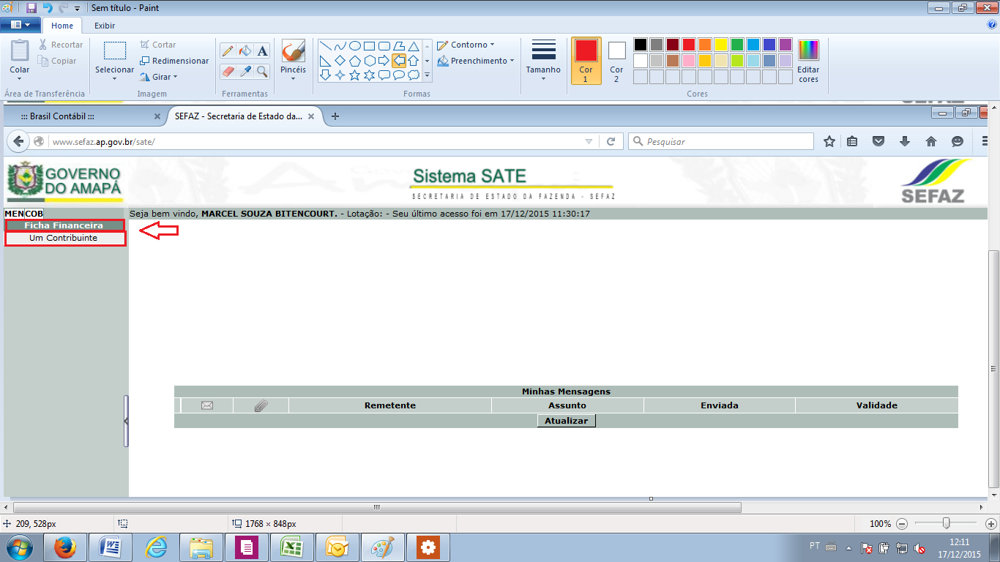 Sem título - Paint
Home Exibir
Colar
Recortar
Copiar
Área de Transferência
Selecionar
Cortar
Redimensionar
Girar
Imagem
A
Ferramentas
Pincéis
Contorno
Preenchimento
Formas
Tamanho
Cor 1
Cor 2
Editar cores
Cores
::: Brasil Contábil :::
SEFAZ - Secretaria de Estado da...
www.sefaz.ap.gov.br/sate/
Pesquisar
GOVERNO DO AMAPÁ
Sistema SATE
SECRETARIA DE ESTADO DA FAZENDA - SEFAZ
SEFAZ
MENCOB
Seja bem vindo, MARCEL SOUZA BITENCOURT. - Lotação: - Seu último acesso foi em 17/12/2015 11:30:17
Ficha Financeira
Um Contribuinte
Minhas Mensagens
Remetente Assunto Enviada Validade
Atualizar
209, 528px
1768 × 848px
100%
PT
12:11
17/12/2015